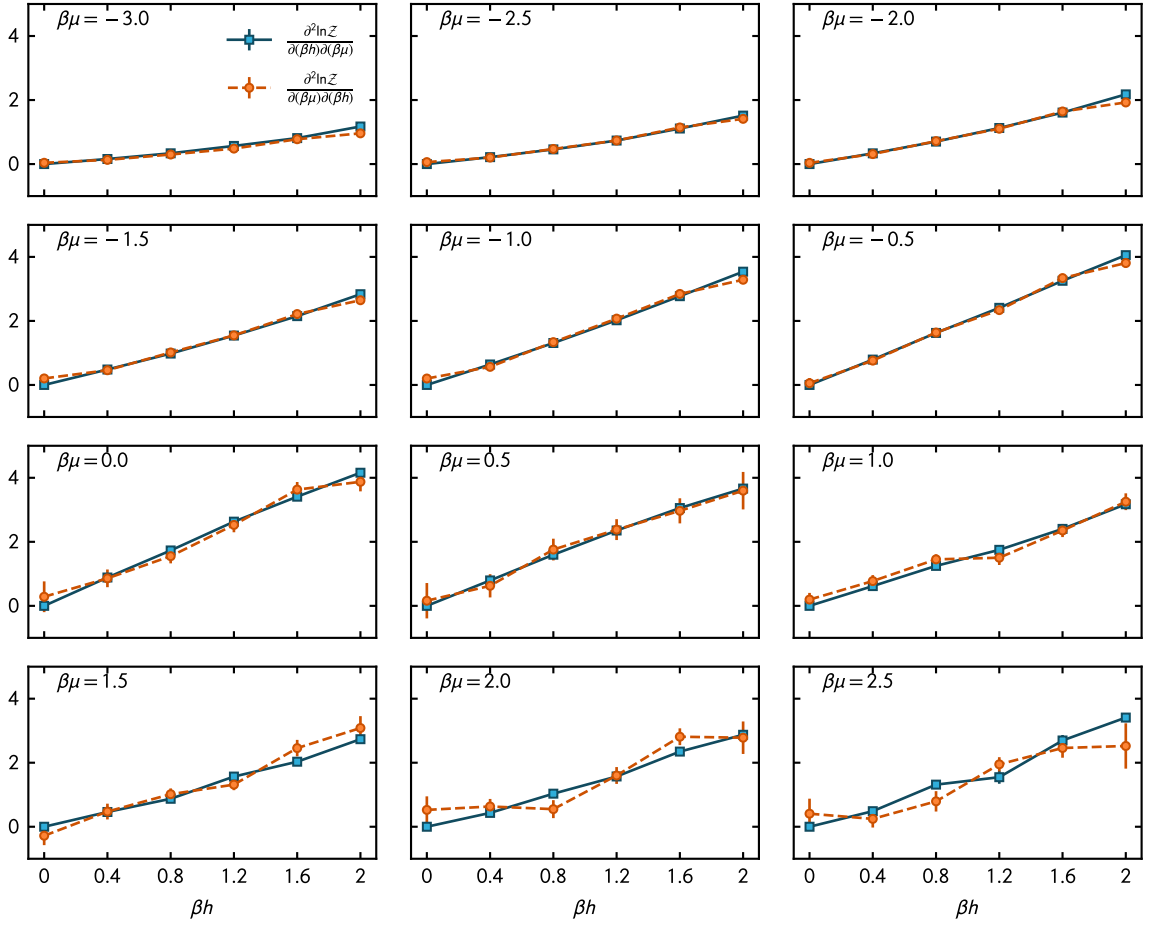 βμ = −3.0
βμ = −2.5
βμ = −2.0
∂²ln𝒵
∂(βh)∂(βμ)
∂²ln𝒵
∂(βμ)∂(βh)
4
2
0
βμ = −1.5
βμ = −1.0
βμ = −0.5
4
2
0
βμ = 0.0
βμ = 0.5
βμ = 1.0
4
2
0
βμ = 1.5
βμ = 2.0
βμ = 2.5
4
2
0
0 0.4 0.8 1.2 1.6 2
0 0.4 0.8 1.2 1.6 2
0 0.4 0.8 1.2 1.6 2
βh
βh
βh